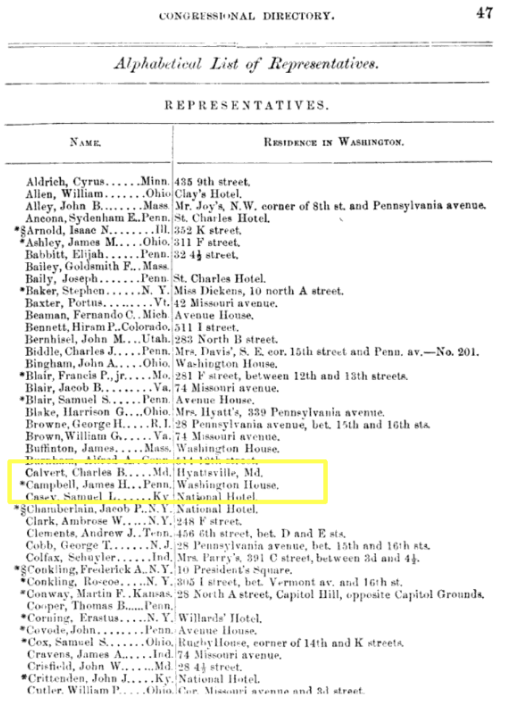 CONGRESSIONAL DIRECTORY. 47
Alphabetical List of Representatives.
REPRESENTATIVES.
NAME. RESIDENCE IN WASHINGTON.
Aldrich, Cyrus......Minn. 435 9th street.
Allen, William.......Ohio Clay's Hotel.
Alley, John B........Mass. Mr. Joy's, N.W. corner of 8th st. and Pennsylvania avenue.
Ancona, Sydenham E..Penn. St. Charles Hotel.
*§Arnold, Isaac N........Ill. 352 K street.
*Ashley, James M.....Ohio. 311 F street.
Babbitt, Elijah......Penn. 32 4½ street.
Bailey, Goldsmith F...Mass.
Baily, Joseph.......Penn. St. Charles Hotel.
*Baker, Stephen......N. Y. Miss Dickens, 10 north A street.
Baxter, Portus.........Vt. 42 Missouri avenue.
Beaman, Fernando C..Mich. Avenue House.
Bennett, Hiram P..Colorado. 511 I street.
Bernhisel, John M....Utah. 283 North B street.
Biddle, Charles J.....Penn. Mrs. Davis', S. E. cor. 15th street and Penn. av.—No. 201.
Bingham, John A.....Ohio. Washington House.
*Blair, Francis P., jr....Mo. 281 F street, between 12th and 13th streets.
Blair, Jacob B.........Va. 74 Missouri avenue.
*Blair, Samuel S......Penn. Avenue House.
Blake, Harrison G....Ohio. Mrs. Hyatt's, 339 Pennsylvania avenue.
Browne, George H.....R. I. 28 Pennsylvania avenue, bet. 15th and 16th sts.
Brown, William G......Va. 74 Missouri avenue.
Buffinton, James.....Mass. Washington House.
Calvert, Charles B.....Md. Hyattsville, Md.
*Campbell, James H...Penn. Washington House.
Casey, Samuel L......Ky National Hotel.
*§Chamberlain, Jacob P..N.Y. National Hotel.
Clark, Ambrose W.....N.Y. 248 F street.
Clements, Andrew J..Tenn. 456 6th street, bet. D and E sts.
Cobb, George T.......N.J. 28 Pennsylvania avenue, bet. 15th and 16th sts.
Colfax, Schuyler......Ind. Mrs. Parry's, 391 C street, between 3d and 4½.
*§Conkling, Frederick A..N.Y. 10 President's Square.
*Conkling, Roscoe....N. Y. 305 I street, bet. Vermont av. and 16th st.
*Conway, Martin F..Kansas. 28 North A street, Capitol Hill, opposite Capitol Grounds.
Cooper, Thomas B.....Penn.
*Corning, Erastus.....N. Y. Willards' Hotel.
*Covode, John........Penn. Avenue House.
*Cox, Samuel S.......Ohio. Rugby House, corner of 14th and K streets.
Cravens, James A.....Ind. 74 Missouri avenue.
Crisfield, John W......Md. 28 4½ street.
*Crittenden, John J.....Ky. National Hotel.
Cutler, William P.....Ohio. Cor. Missouri avenue and 3d street.